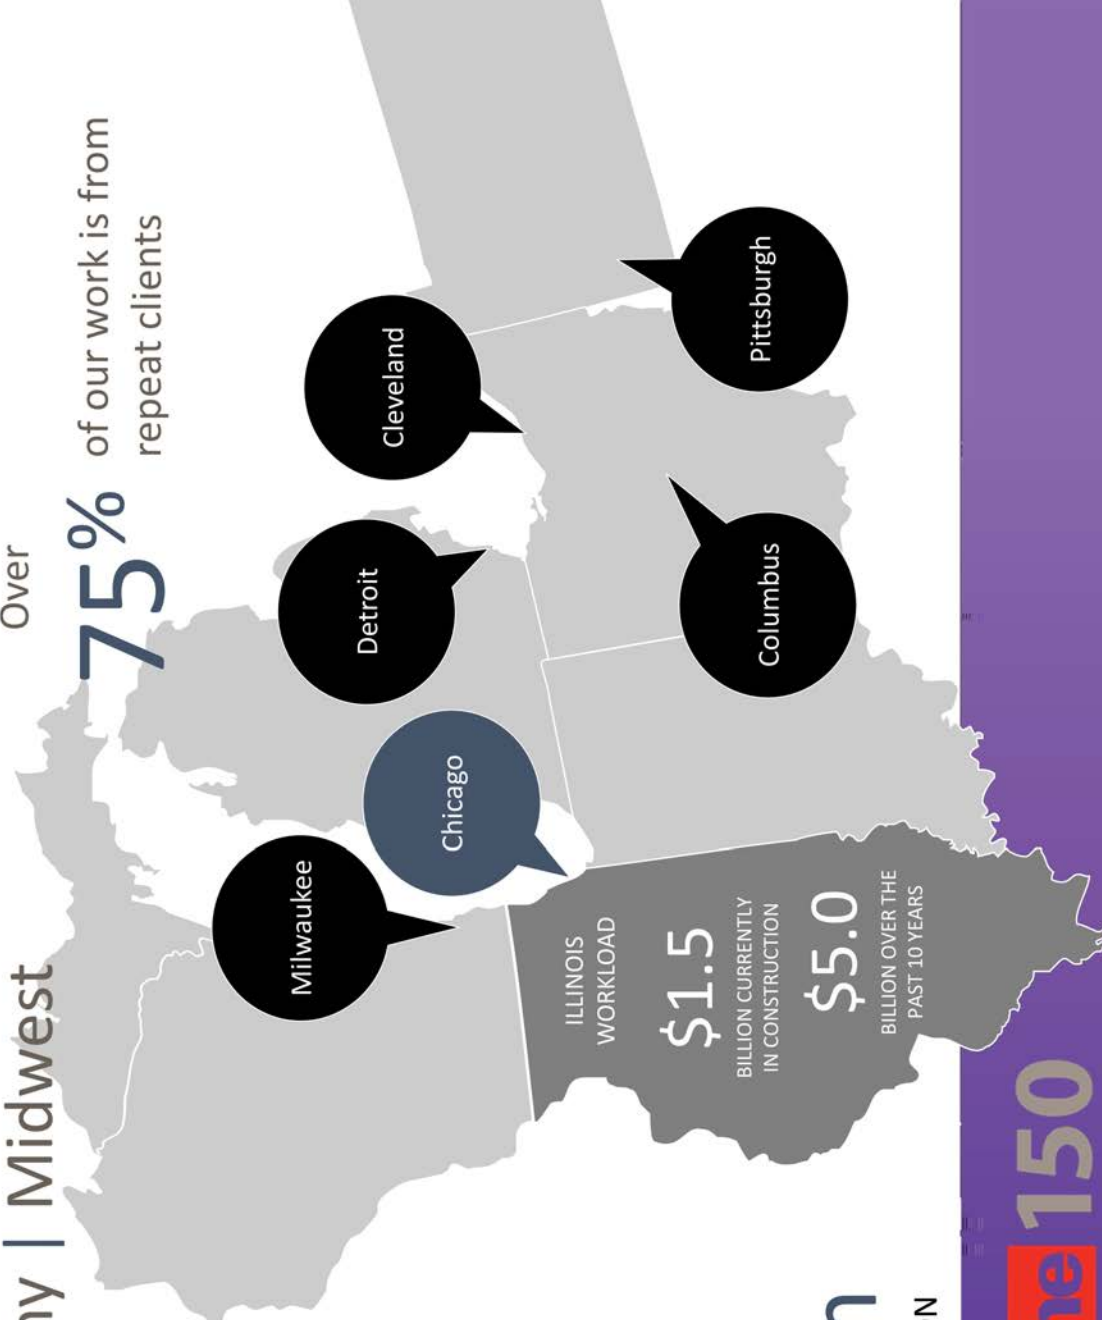 | Midwest
Over
75%
of our work is from
repeat clients
Milwaukee
Chicago
Detroit
Cleveland
Columbus
Pittsburgh
ILLINOIS
WORKLOAD
$1.5
BILLION CURRENTLY
IN CONSTRUCTION
$5.0
BILLION OVER THE
PAST 10 YEARS
150